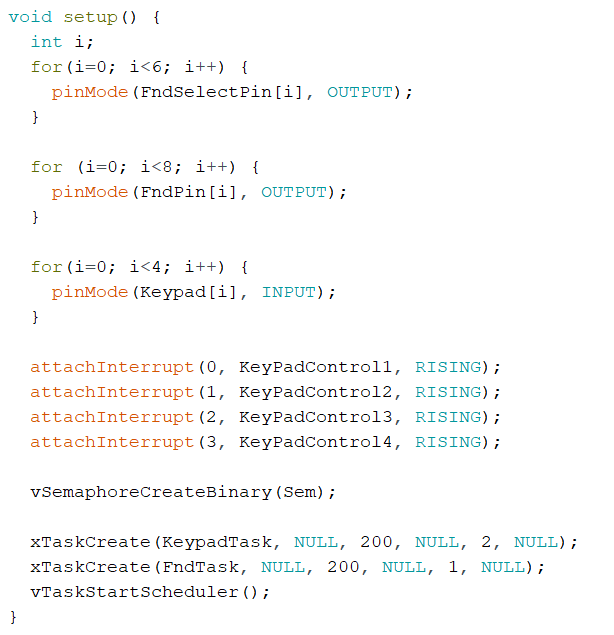 void setup() {
  int i;
  for(i=0; i<6; i++) {
    pinMode(FndSelectPin[i], OUTPUT);
  }

  for (i=0; i<8; i++) {
    pinMode(FndPin[i], OUTPUT);
  }

  for(i=0; i<4; i++) {
    pinMode(Keypad[i], INPUT);
  }

  attachInterrupt(0, KeyPadControl1, RISING);
  attachInterrupt(1, KeyPadControl2, RISING);
  attachInterrupt(2, KeyPadControl3, RISING);
  attachInterrupt(3, KeyPadControl4, RISING);

  vSemaphoreCreateBinary(Sem);

  xTaskCreate(KeypadTask, NULL, 200, NULL, 2, NULL);
  xTaskCreate(FndTask, NULL, 200, NULL, 1, NULL);
  vTaskStartScheduler();
}